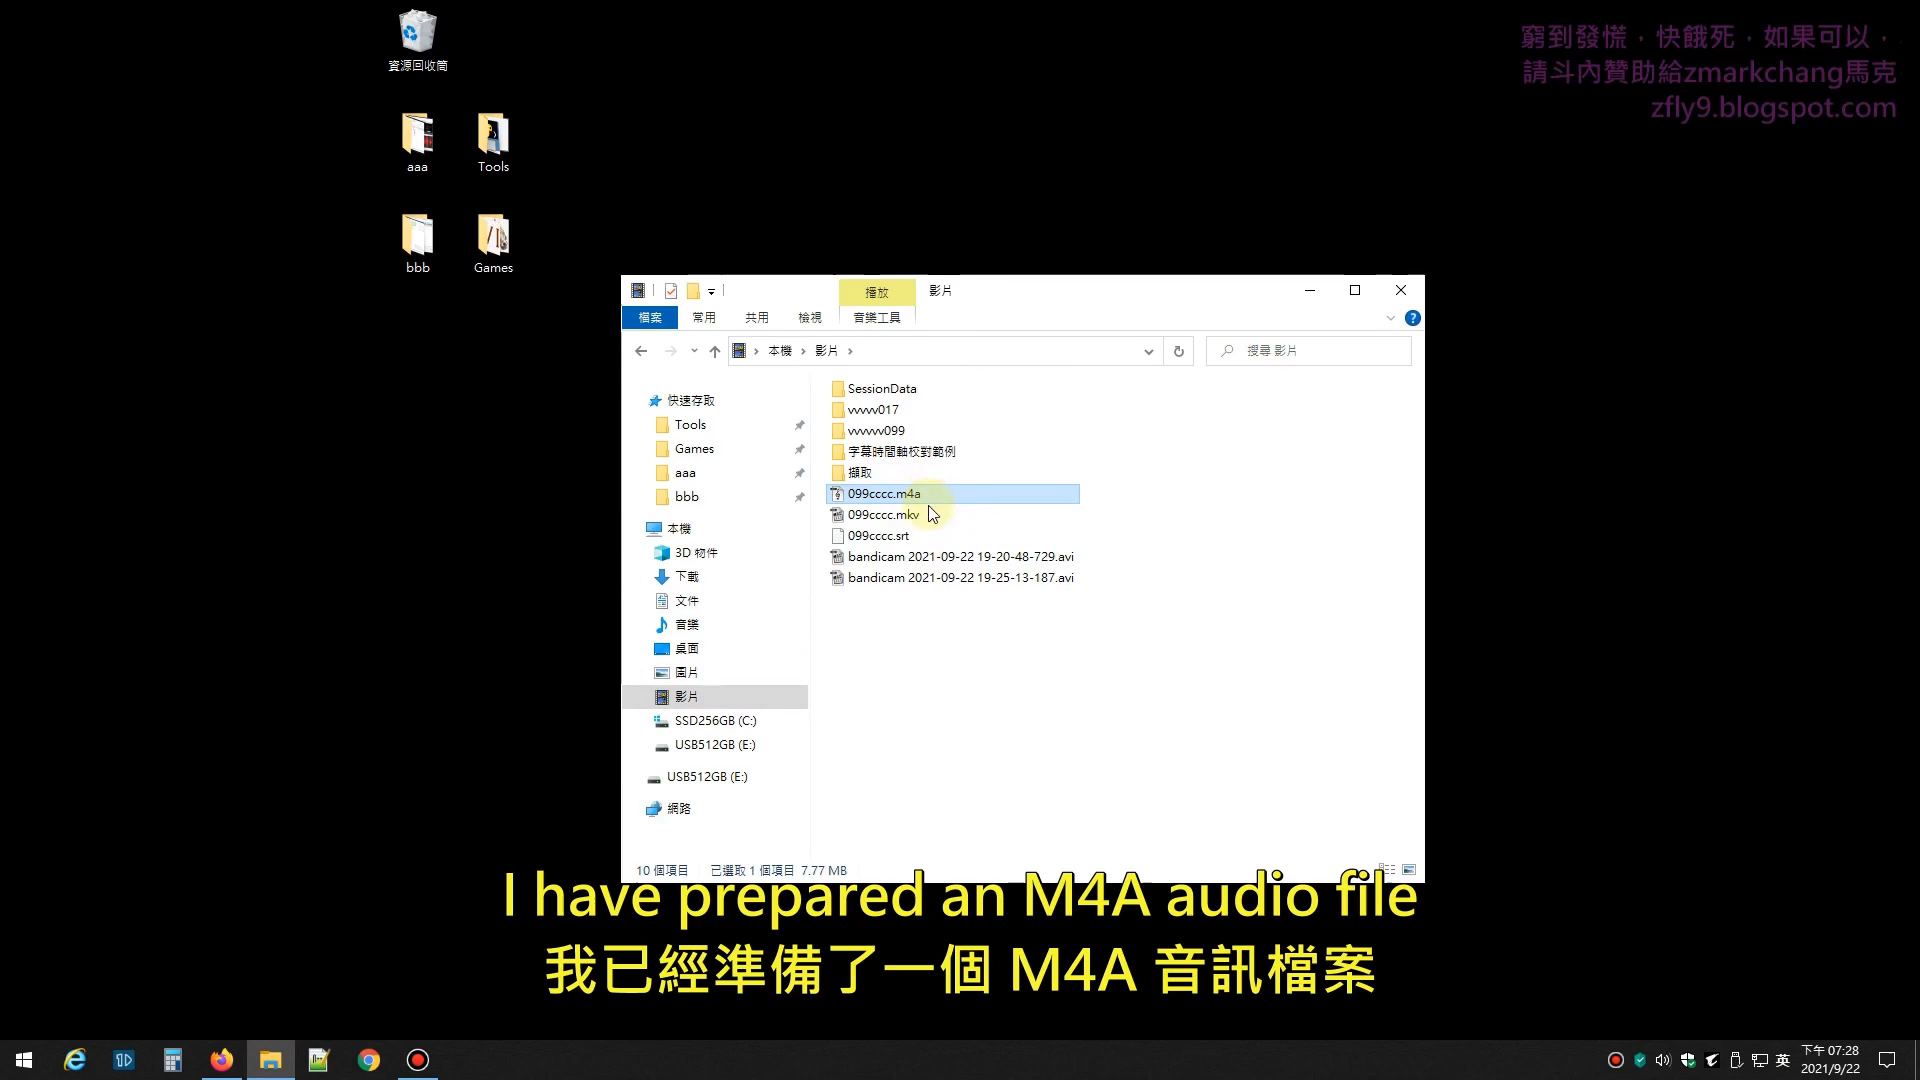 窮到發慌，快餓死，如果可以，
請斗內贊助給zmarkchang馬克
zfly9.blogspot.com
資源回收筒
aaa
Tools
bbb
Games
播放
影片
檔案
常用
共用
檢視
音樂工具
本機
影片
搜尋 影片
快速存取
Tools
Games
aaa
bbb
本機
3D 物件
下載
文件
音樂
桌面
圖片
影片
SSD256GB (C:)
USB512GB (E:)
USB512GB (E:)
網路
SessionData
vvvvv017
vvvvvv099
字幕時間軸校對範例
擷取
099cccc.m4a
099cccc.mkv
099cccc.srt
bandicam 2021-09-22 19-20-48-729.avi
bandicam 2021-09-22 19-25-13-187.avi
10 個項目
已選取 1 個項目 7.77 MB
I have prepared an M4A audio file
我已經準備了一個 M4A 音訊檔案
英
下午 07:28
2021/9/22